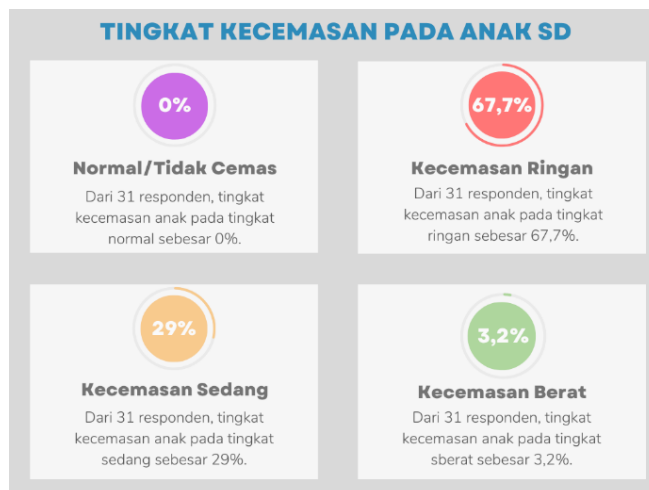 TINGKAT KECEMASAN PADA ANAK SD
0%
Normal/Tidak Cemas
Dari 31 responden, tingkat
kecemasan anak pada tingkat
normal sebesar 0%.
67,7%
Kecemasan Ringan
Dari 31 responden, tingkat
kecemasan anak pada tingkat
ringan sebesar 67,7%.
29%
Kecemasan Sedang
Dari 31 responden, tingkat
kecemasan anak pada tingkat
sedang sebesar 29%.
3,2%
Kecemasan Berat
Dari 31 responden, tingkat
kecemasan anak pada tingkat
sberat sebesar 3,2%.